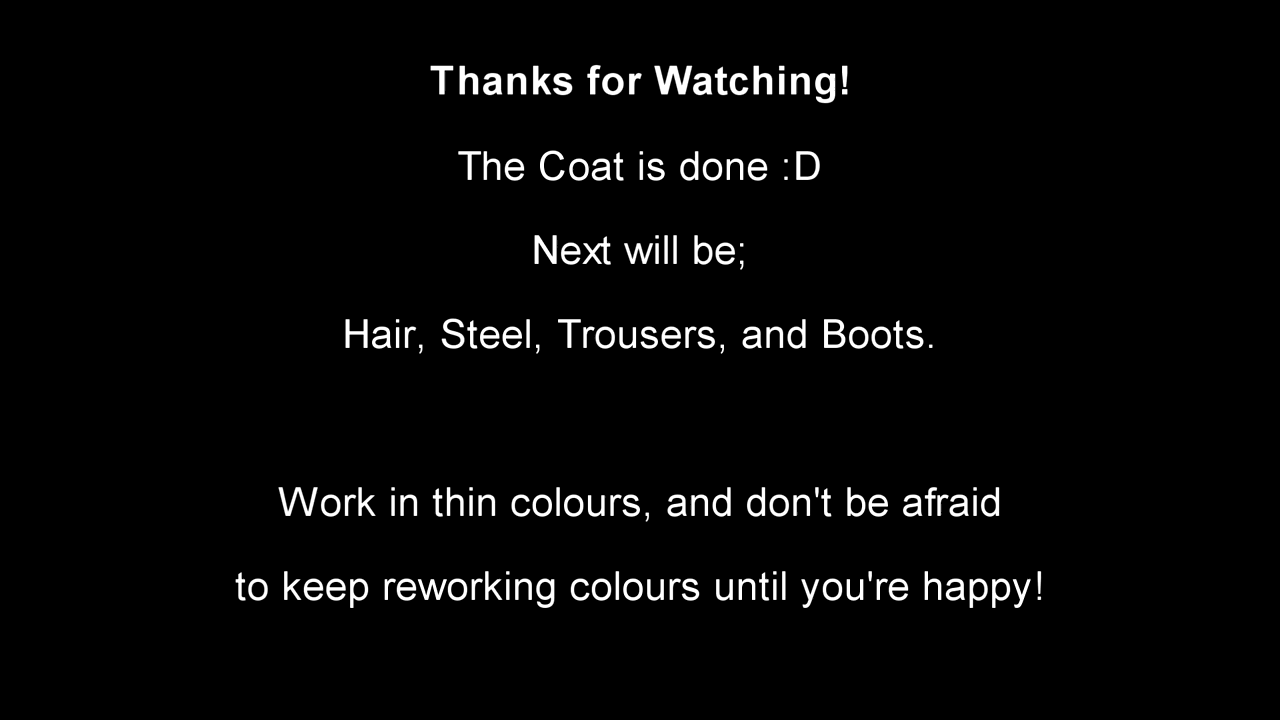 Thanks for Watching!
The Coat is done :D
Next will be;
Hair, Steel, Trousers, and Boots.
Work in thin colours, and don't be afraid
to keep reworking colours until you're happy!